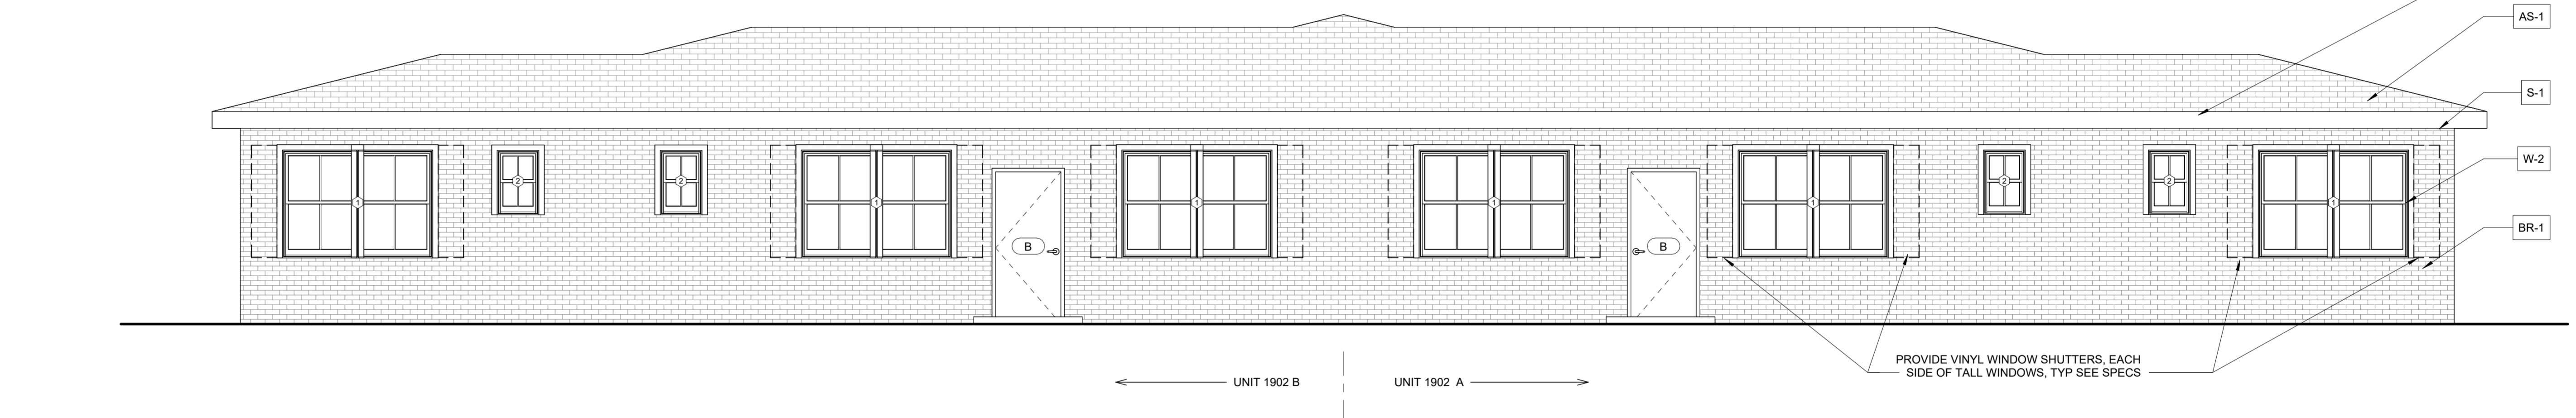 AS-1
S-1
W-2
BR-1
2
2
2
2
1
1
1
1
1
1
B
B
UNIT 1902 B
UNIT 1902 A
PROVIDE VINYL WINDOW SHUTTERS, EACH
SIDE OF TALL WINDOWS, TYP SEE SPECS